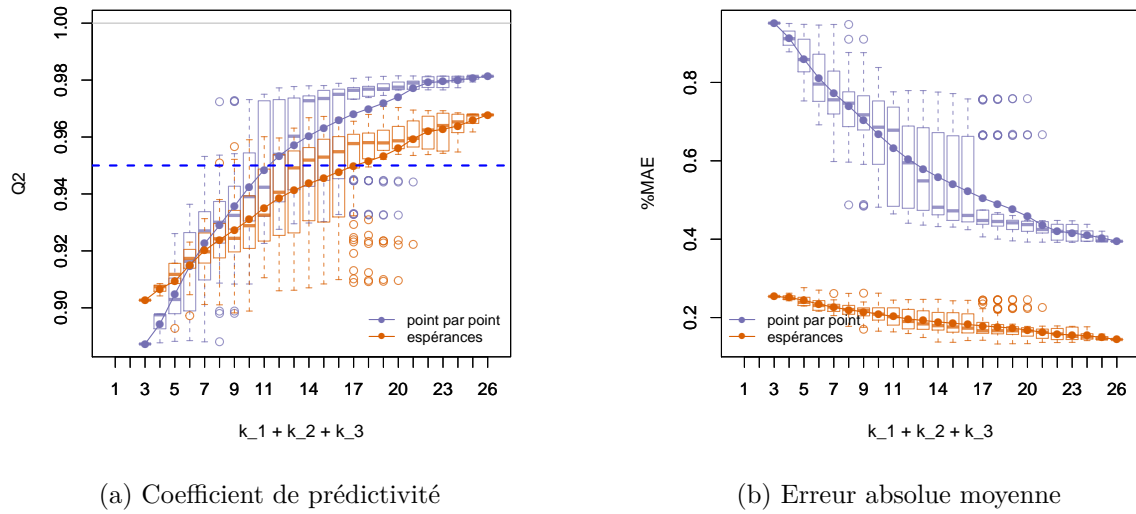 1.00
0.98
0.96
0.94
0.92
0.90
Q2
point par point
espérances
1 3 5 7 9 11 14 17 20 23 26
k_1 + k_2 + k_3
(a) Coefficient de prédictivité
0.8
0.6
0.4
0.2
%MAE
point par point
espérances
1 3 5 7 9 11 14 17 20 23 26
k_1 + k_2 + k_3
(b) Erreur absolue moyenne